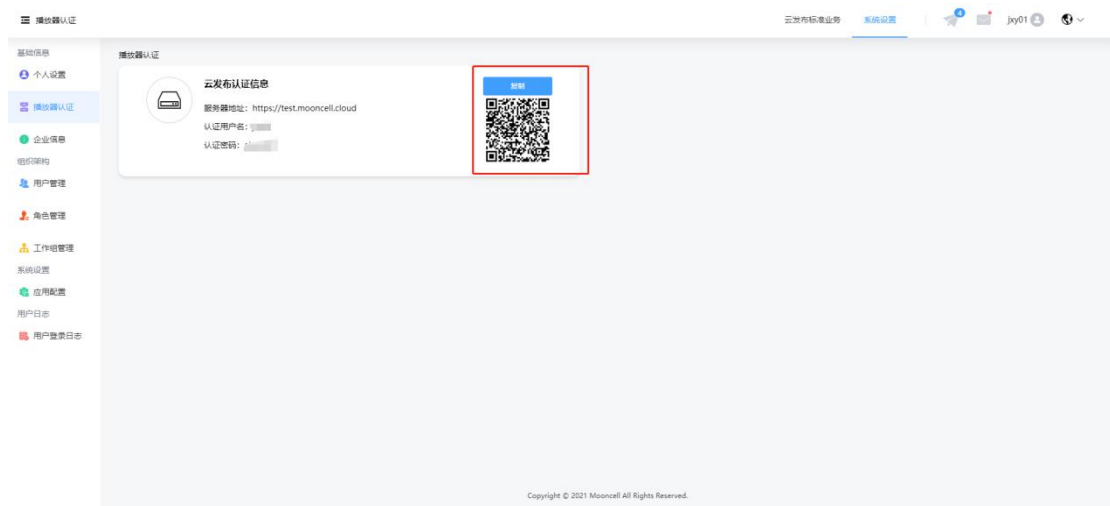 播放器认证
云发布标准业务
系统设置
4
jxy01
基础信息
个人设置
播放器认证
企业信息
组织架构
用户管理
角色管理
工作组管理
系统设置
应用配置
用户日志
用户登录日志
播放器认证
云发布认证信息
服务器地址：https://test.mooncell.cloud
认证用户名：
认证密码：
复制
Copyright © 2021 Mooncell All Rights Reserved.